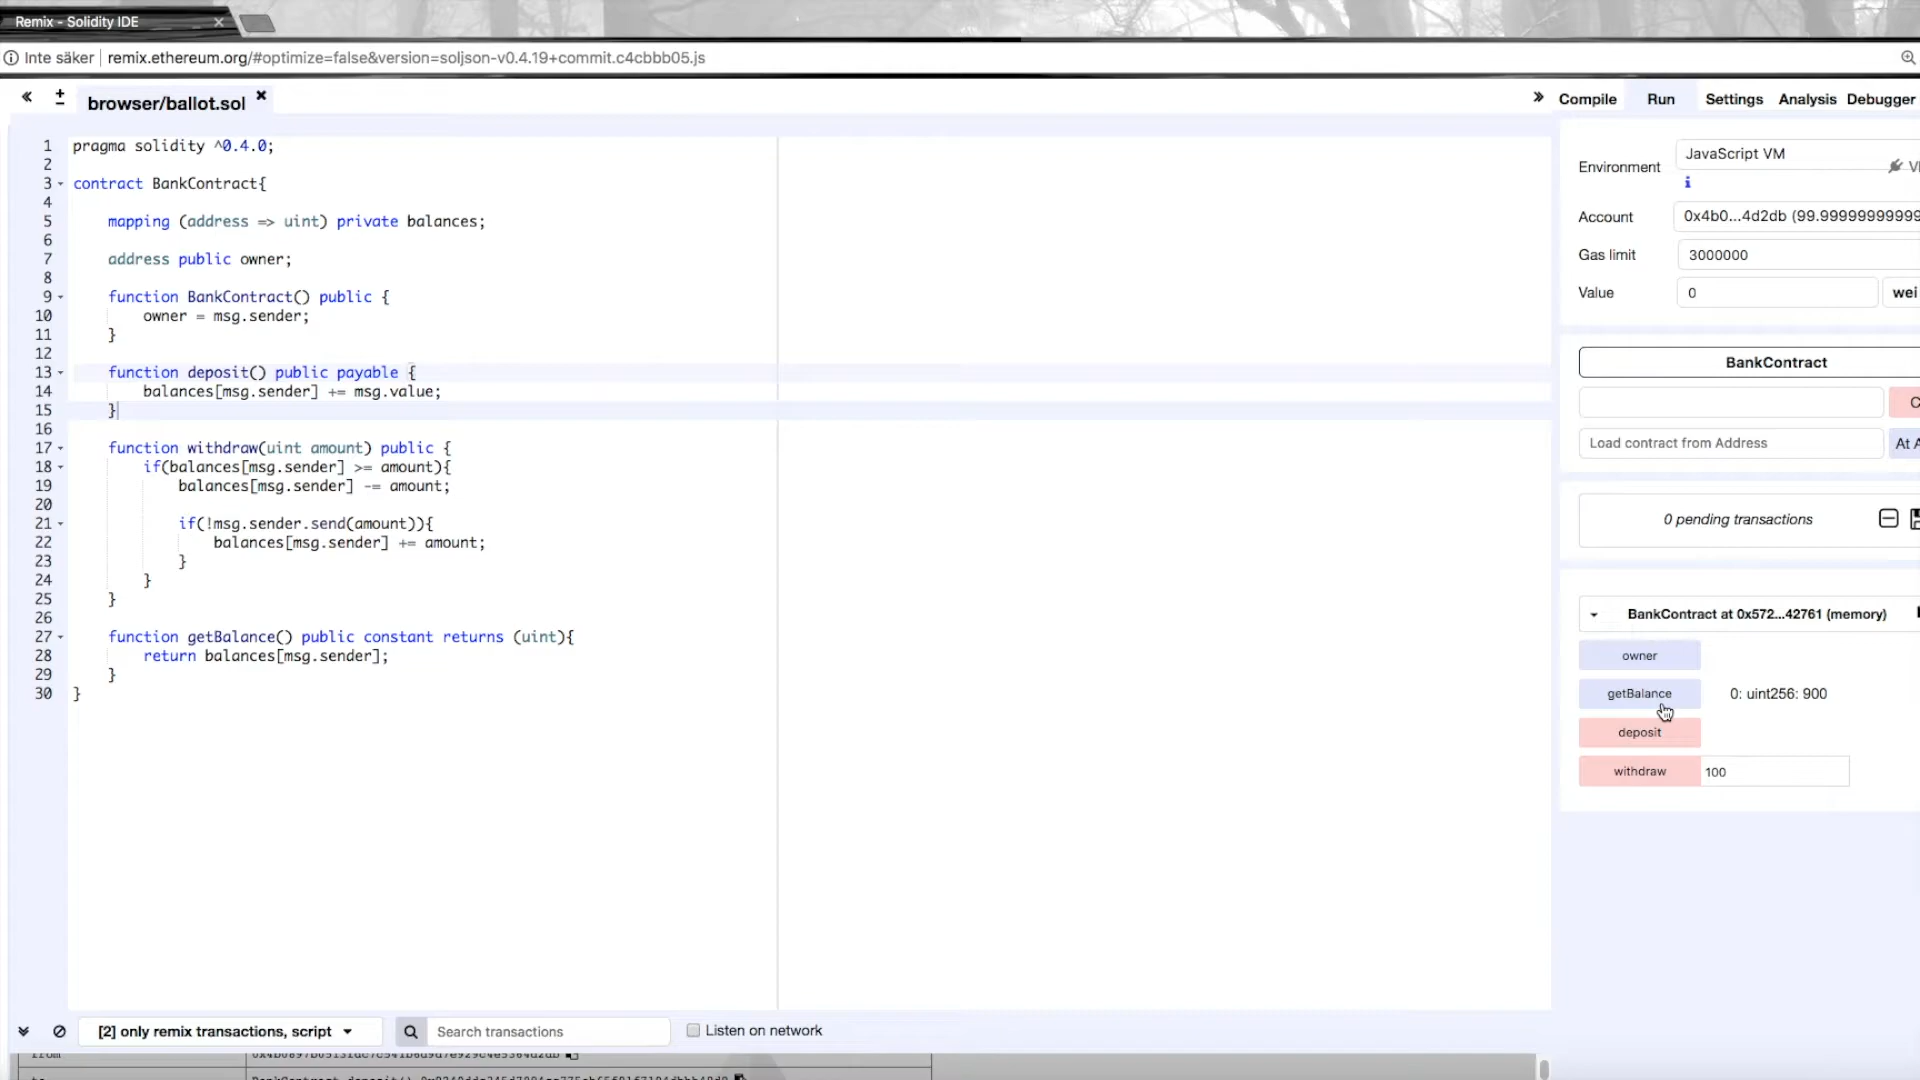 Remix - Solidity IDE
Inte säker remix.ethereum.org/#optimize=false&version=soljson-v0.4.19+commit.c4cbbb05.js
browser/ballot.sol
Compile Run Settings Analysis Debugger
1 pragma solidity ^0.4.0;
2
3 contract BankContract{
4
5 mapping (address => uint) private balances;
6
7 address public owner;
8
9 function BankContract() public {
10 owner = msg.sender;
11 }
12
13 function deposit() public payable {
14 balances[msg.sender] += msg.value;
15 }
16
17 function withdraw(uint amount) public {
18 if(balances[msg.sender] >= amount){
19 balances[msg.sender] -= amount;
20
21 if(!msg.sender.send(amount)){
22 balances[msg.sender] += amount;
23 }
24 }
25 }
26
27 function getBalance() public constant returns (uint){
28 return balances[msg.sender];
29 }
30 }
Environment JavaScript VM
Account 0x4b0...4d2db (99.99999999999
Gas limit 3000000
Value 0 wei
BankContract
Load contract from Address At A
0 pending transactions
BankContract at 0x572...42761 (memory)
owner
getBalance 0: uint256: 900
deposit
withdraw 100
[2] only remix transactions, script Search transactions Listen on network